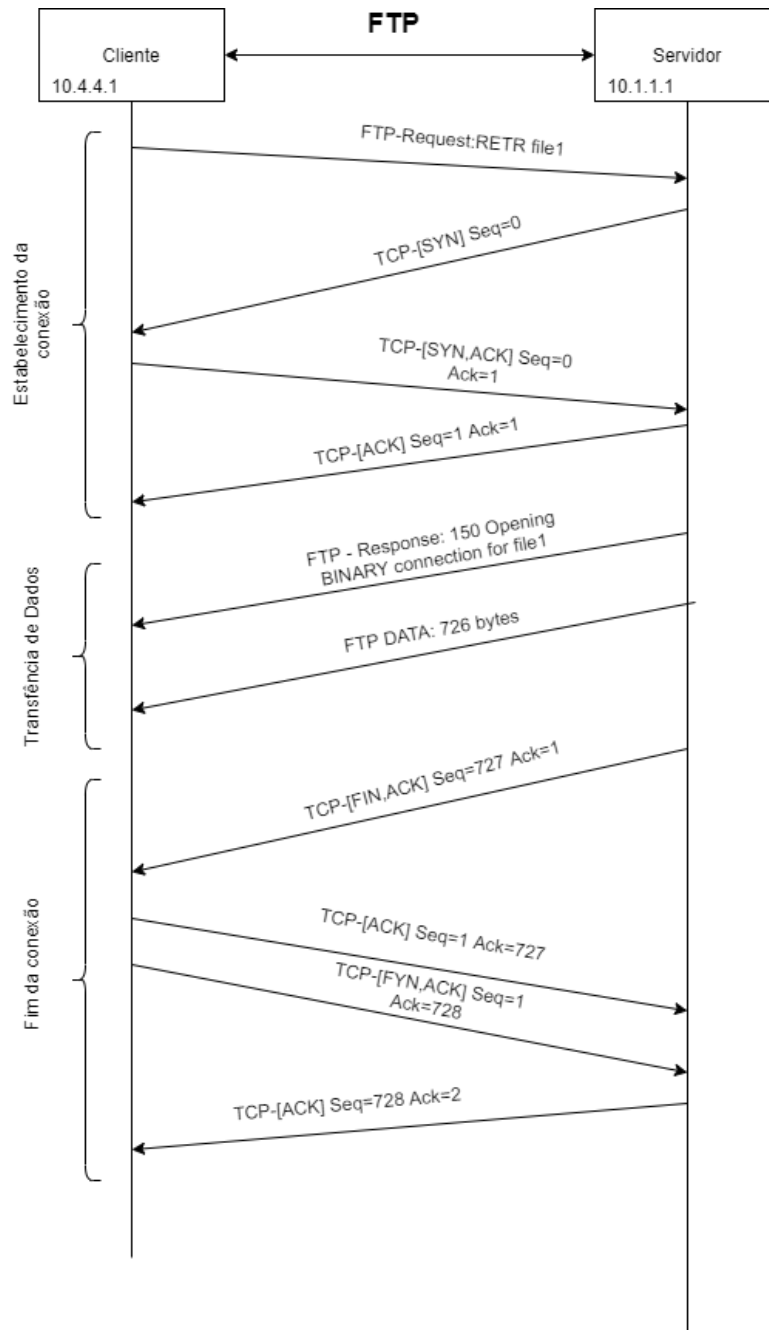 FTP
Cliente
10.4.4.1
Servidor
10.1.1.1
Estabelecimento da
conexão
FTP-Request:RETR file1
TCP-[SYN] Seq=0
TCP-[SYN,ACK] Seq=0
Ack=1
TCP-[ACK] Seq=1 Ack=1
Transfência de Dados
FTP - Response: 150 Opening
BINARY connection for file1
FTP DATA: 726 bytes
Fim da conexão
TCP-[FIN,ACK] Seq=727 Ack=1
TCP-[ACK] Seq=1 Ack=727
TCP-[FYN,ACK] Seq=1
Ack=728
TCP-[ACK] Seq=728 Ack=2